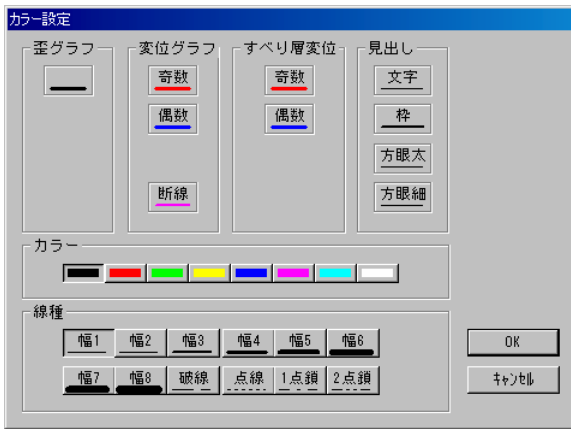 カラー設定
歪グラフ
変位グラフ
すべり層変位
見出し
奇数
奇数
文字
偶数
偶数
枠
方眼太
断線
方眼細
カラー
線種
幅1
幅2
幅3
幅4
幅5
幅6
OK
幅7
幅8
破線
点線
1点鎖
2点鎖
ｷｬﾝｾﾙ